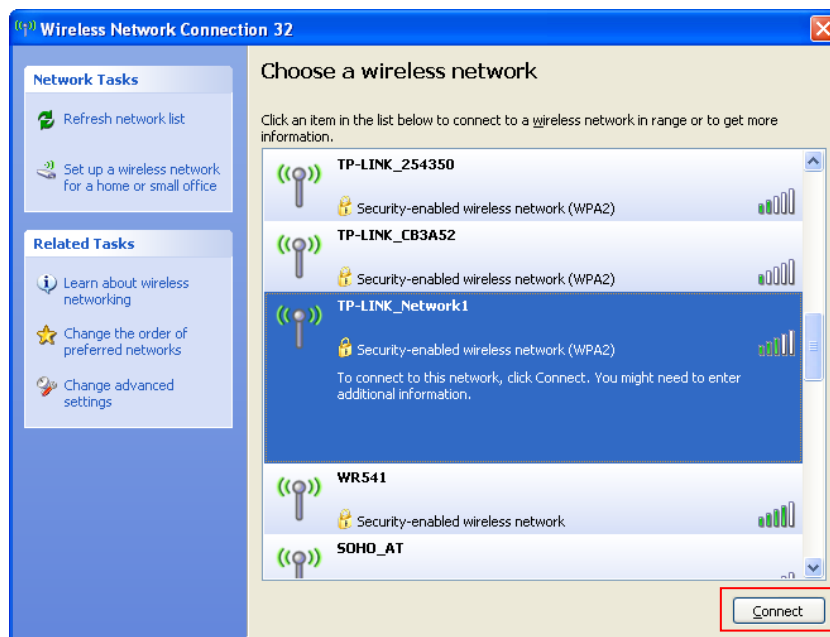 Wireless Network Connection 32
Network Tasks
Refresh network list
Set up a wireless network
for a home or small office
Related Tasks
Learn about wireless
networking
Change the order of
preferred networks
Change advanced
settings
Choose a wireless network
Click an item in the list below to connect to a wireless network in range or to get more
information.
TP-LINK_254350
Security-enabled wireless network (WPA2)
TP-LINK_CB3A52
Security-enabled wireless network (WPA2)
TP-LINK_Network1
Security-enabled wireless network (WPA2)
To connect to this network, click Connect. You might need to enter
additional information.
WR541
Security-enabled wireless network
SOHO_AT
Connect